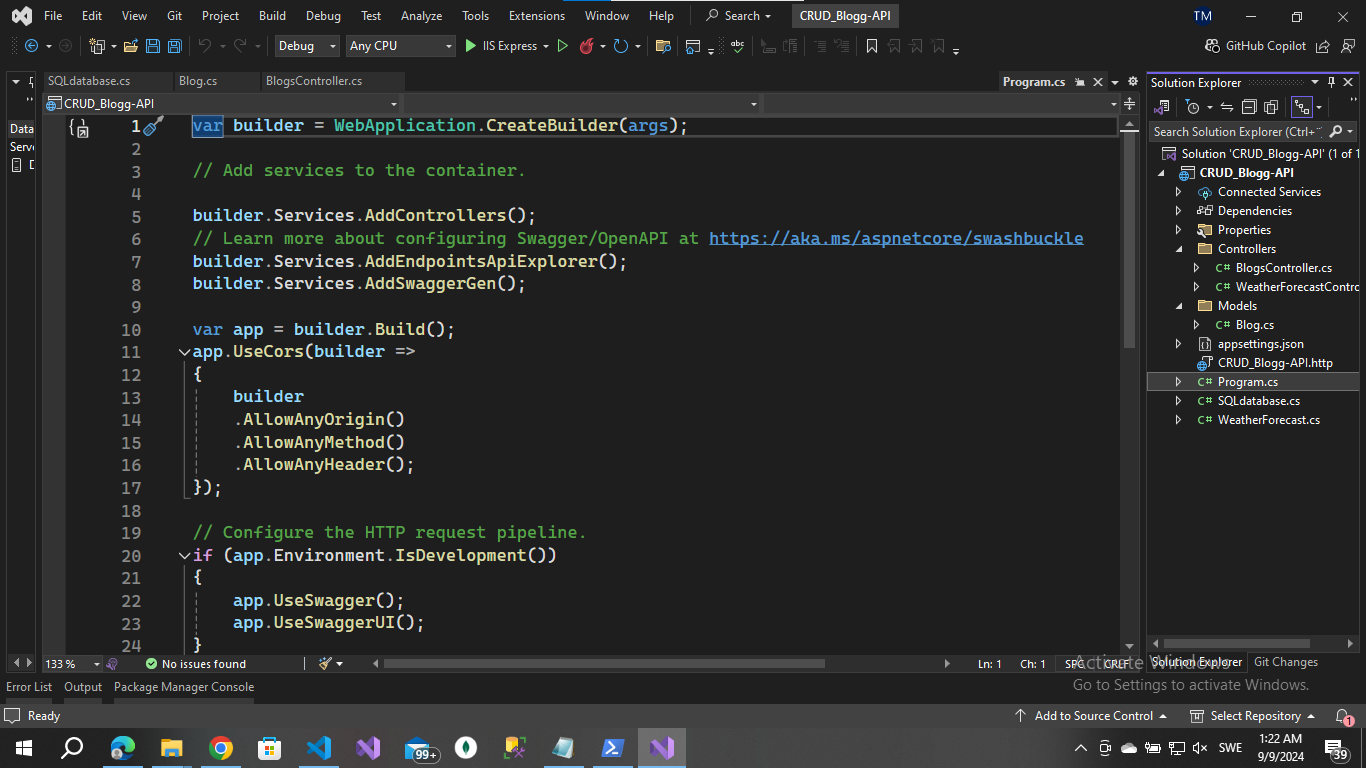 File Edit View Git Project Build Debug Test Analyze Tools Extensions Window Help Search CRUD_Blogg-API TM
Debug Any CPU IIS Express GitHub Copilot
SQLdatabase.cs Blog.cs BlogsController.cs Program.cs
CRUD_Blogg-API
Data
Serv
1 var builder = WebApplication.CreateBuilder(args);
2
3 // Add services to the container.
4
5 builder.Services.AddControllers();
6 // Learn more about configuring Swagger/OpenAPI at https://aka.ms/aspnetcore/swashbuckle
7 builder.Services.AddEndpointsApiExplorer();
8 builder.Services.AddSwaggerGen();
9
10 var app = builder.Build();
11 app.UseCors(builder =>
12 {
13 builder
14 .AllowAnyOrigin()
15 .AllowAnyMethod()
16 .AllowAnyHeader();
17 });
18
19 // Configure the HTTP request pipeline.
20 if (app.Environment.IsDevelopment())
21 {
22 app.UseSwagger();
23 app.UseSwaggerUI();
24 }
133 % No issues found Ln: 1 Ch: 1 SPC CRLF
Solution Explorer
Search Solution Explorer (Ctrl+
Solution 'CRUD_Blogg-API' (1 of 1
CRUD_Blogg-API
Connected Services
Dependencies
Properties
Controllers
C# BlogsController.cs
C# WeatherForecastContro
Models
C# Blog.cs
appsettings.json
CRUD_Blogg-API.http
C# Program.cs
C# SQLdatabase.cs
C# WeatherForecast.cs
Solution Explorer Git Changes
Activate Windows
Go to Settings to activate Windows.
Error List Output Package Manager Console
Ready Add to Source Control Select Repository 1
99+ SWE 1:22 AM
9/9/2024 39